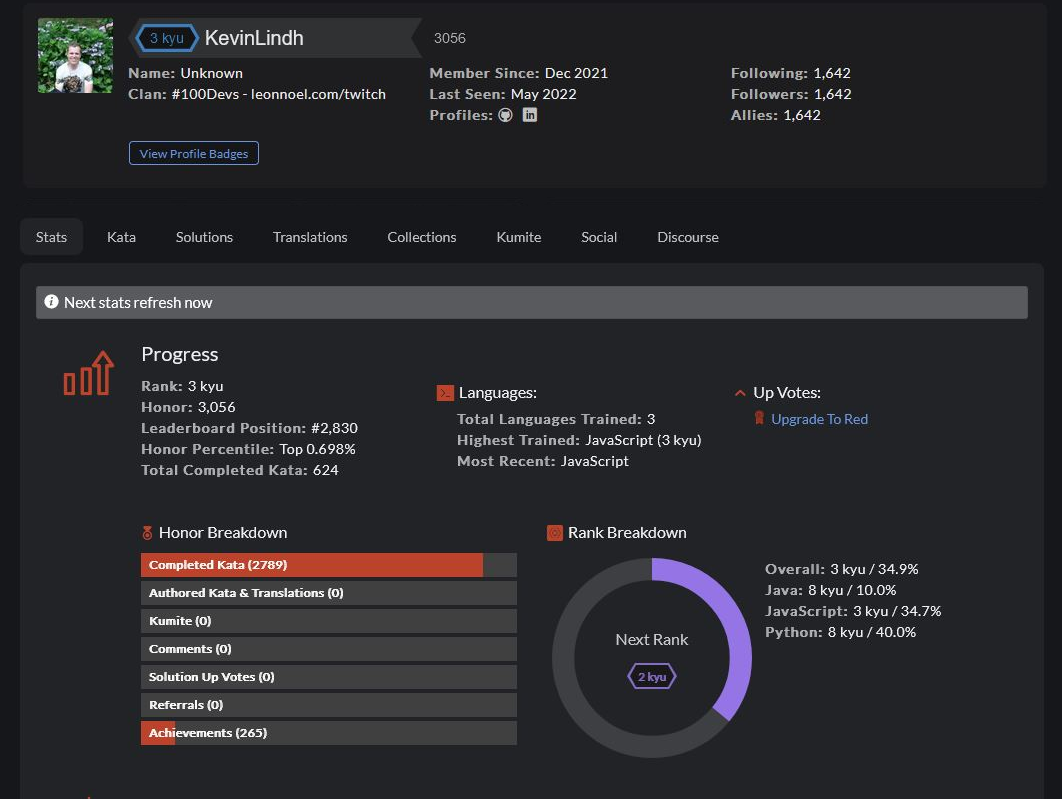 3 kyu KevinLindh 3056
Name: Unknown
Clan: #100Devs - leonnoel.com/twitch
Member Since: Dec 2021
Last Seen: May 2022
Profiles:
Following: 1,642
Followers: 1,642
Allies: 1,642
View Profile Badges
Stats Kata Solutions Translations Collections Kumite Social Discourse
Next stats refresh now
Progress
Rank: 3 kyu
Honor: 3,056
Leaderboard Position: #2,830
Honor Percentile: Top 0.698%
Total Completed Kata: 624
Languages:
Total Languages Trained: 3
Highest Trained: JavaScript (3 kyu)
Most Recent: JavaScript
Up Votes:
Upgrade To Red
Honor Breakdown
Completed Kata (2789)
Authored Kata & Translations (0)
Kumite (0)
Comments (0)
Solution Up Votes (0)
Referrals (0)
Achievements (265)
Rank Breakdown
Next Rank
2 kyu
Overall: 3 kyu / 34.9%
Java: 8 kyu / 10.0%
JavaScript: 3 kyu / 34.7%
Python: 8 kyu / 40.0%